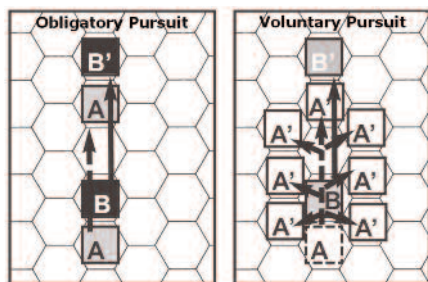 Obligatory Pursuit
B'
A
B
A
Voluntary Pursuit
B'
A'
A' A'
A' A'
B
A' A'
A